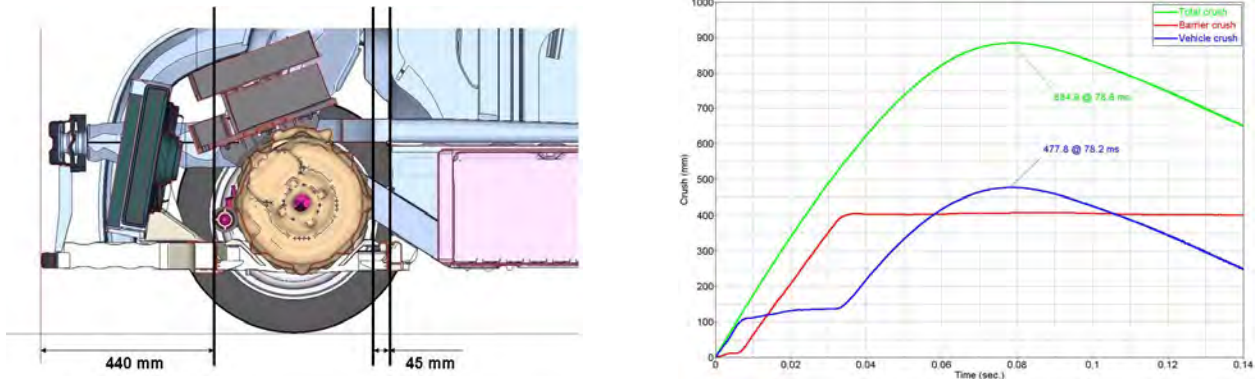 440 mm
45 mm
1000
900
800
700
600
500
400
300
200
100
0
Crush (mm)
Total crush
Barrier crush
Vehicle crush
884.8 @ 78.6 ms
477.8 @ 78.2 ms
0
0.02
0.04
0.06
0.08
0.1
0.12
0.14
Time (sec.)